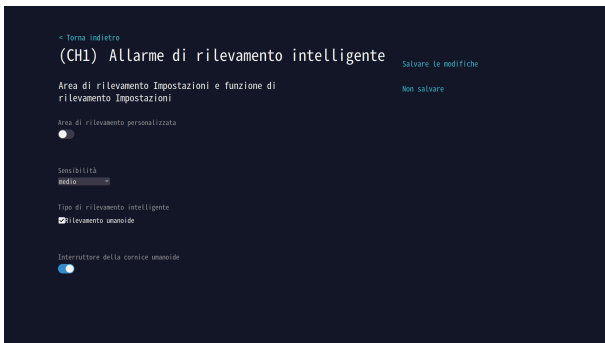 < Torna indietro
(CH1) Allarme di rilevamento intelligente
Salvare le modifiche
Area di rilevamento Impostazioni e funzione di
rilevamento Impostazioni
Non salvare
Area di rilevamento personalizzata
Sensibilità
medio
Tipo di rilevamento intelligente
Rilevamento umanoide
Interruttore della cornice umanoide